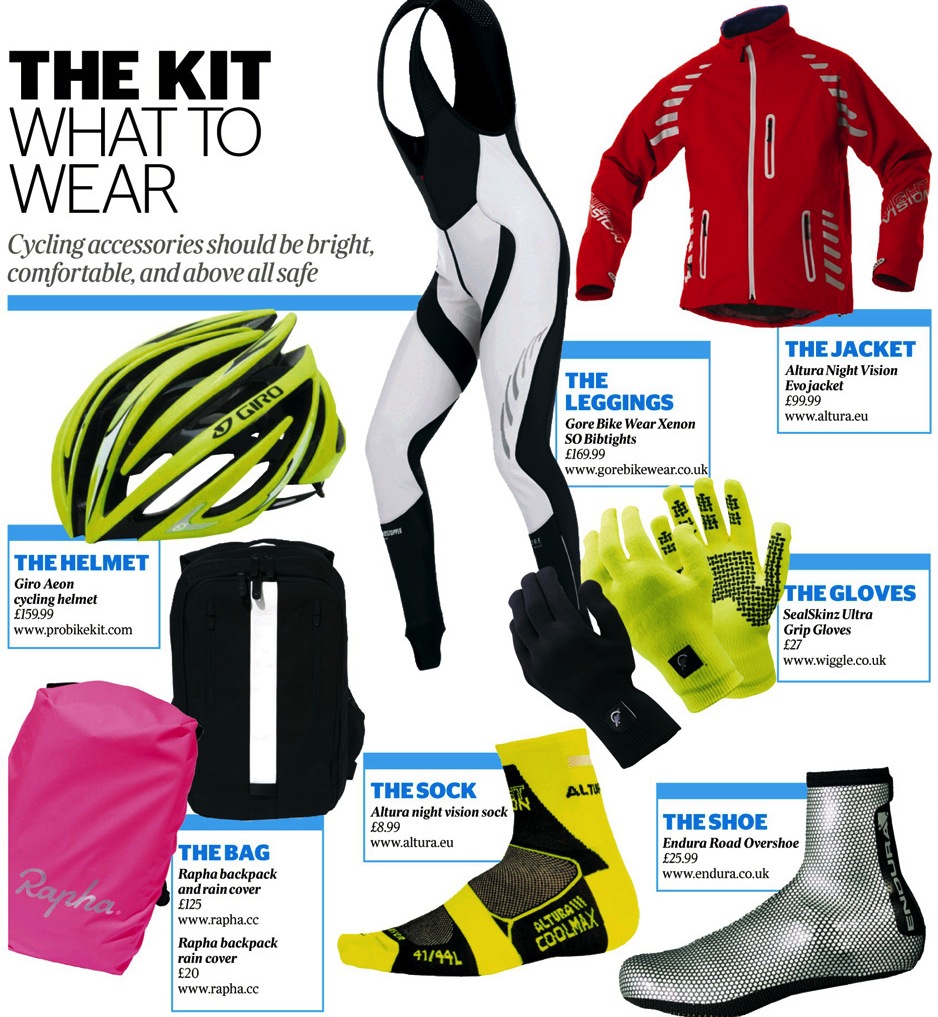 THE KIT
WHAT TO
WEAR
Cycling accessories should be bright,
comfortable, and above all safe
GIRO
THE JACKET
Altura Night Vision
Evo jacket
£99.99
www.altura.eu
THE
LEGGINGS
Gore Bike Wear Xenon
SO Bibtights
£169.99
www.gorebikewear.co.uk
THE HELMET
Giro Aeon
cycling helmet
£159.99
www.probikekit.com
THE GLOVES
SealSkinz Ultra
Grip Gloves
£27
www.wiggle.co.uk
Rapha.
THE BAG
Rapha backpack
and rain cover
£125
www.rapha.cc
Rapha backpack
rain cover
£20
www.rapha.cc
THE SOCK
Altura night vision sock
£8.99
www.altura.eu
ALTURA
COOLMAX
41/44L
THE SHOE
Endura Road Overshoe
£25.99
www.endura.co.uk
ENDURA